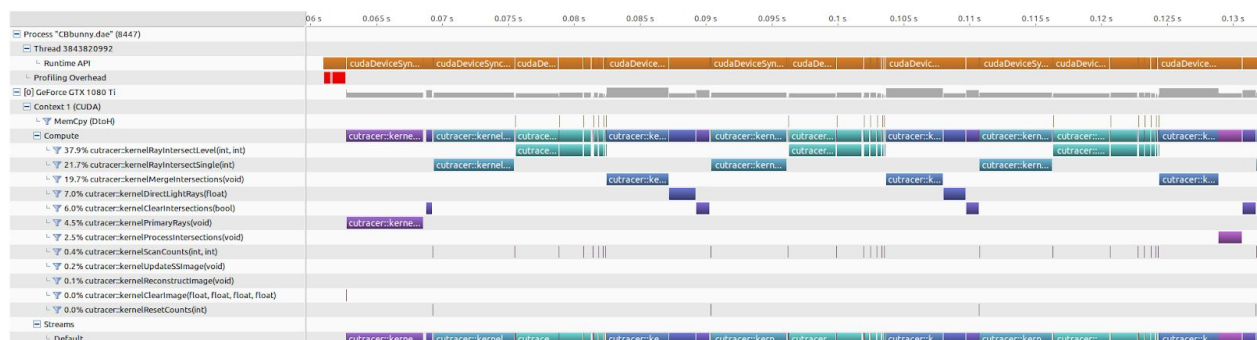 06 s 0.065 s 0.07 s 0.075 s 0.08 s 0.085 s 0.09 s 0.095 s 0.1 s 0.105 s 0.11 s 0.115 s 0.12 s 0.125 s 0.13 s
Process "CBbunny.dae" (8447)
Thread 3843820992
Runtime API cudaDeviceSyn... cudaDeviceSync... cudaDe... cudaDevice... cudaDeviceSyn... cudaDe... cudaDevic... cudaDeviceSy... cudaDevic... cudaDevice...
Profiling Overhead
[0] GeForce GTX 1080 Ti
Context 1 (CUDA)
MemCpy (DtoH)
Compute cutracer::kerne... cutracer::kernel... cutrace... cutracer::ke... cutracer::kern... cutracer... cutracer::k... cutracer::kern... cutracer::... cutracer::k...
37.9% cutracer::kernelRayIntersectLevel(int, int) cutrace... cutracer... cutracer::...
21.7% cutracer::kernelRayIntersectSingle(int) cutracer::kernel... cutracer::kern... cutracer::kern...
19.7% cutracer::kernelMergeIntersections(void) cutracer::ke... cutracer::k... cutracer::k...
7.0% cutracer::kernelDirectLightRays(float)
6.0% cutracer::kernelClearIntersections(bool)
4.5% cutracer::kernelPrimaryRays(void) cutracer::kerne...
2.5% cutracer::kernelProcessIntersections(void)
0.4% cutracer::kernelScanCounts(int, int)
0.2% cutracer::kernelUpdateSSImage(void)
0.1% cutracer::kernelReconstructImage(void)
0.0% cutracer::kernelClearImage(float, float, float, float)
0.0% cutracer::kernelResetCounts(int)
Streams
Default